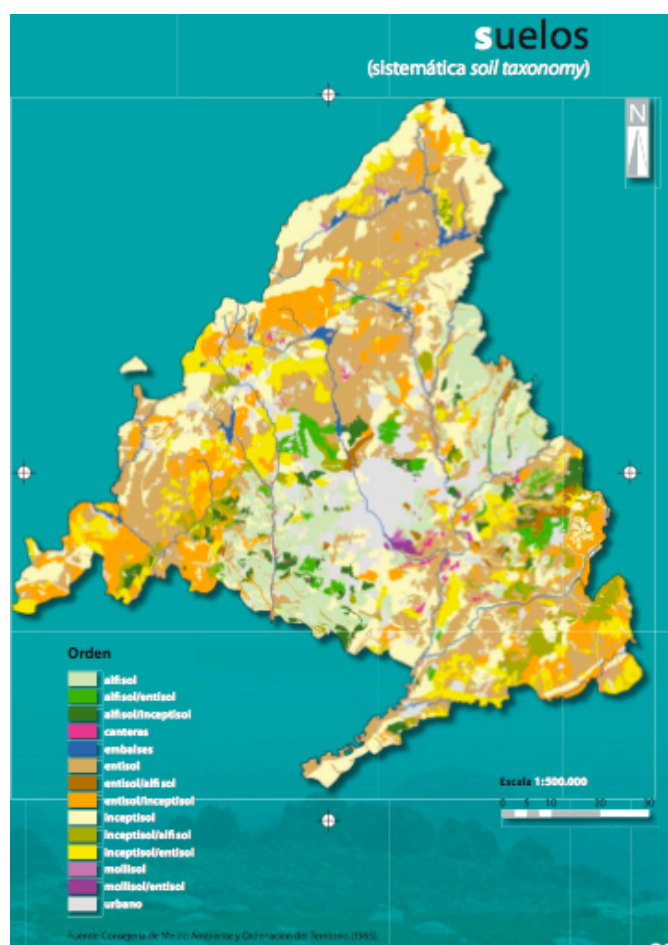 suelos
(sistemática soil taxonomy)
N
Orden
alfisol
alfisol/entisol
alfisol/inceptisol
canteras
embalses
entisol
entisol/alfisol
entisol/inceptisol
inceptisol
inceptisol/alfisol
inceptisol/entisol
mollisol
mollisol/entisol
urbano
Escala 1:500.000
0 5 10 20 30
Fuente: Consejería de Medio Ambiente y Ordenación del Territorio (1985).